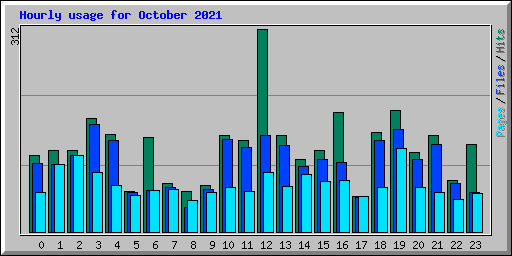 Hourly usage for October 2021
312
Pages / Files / Hits
0 1 2 3 4 5 6 7 8 9 10 11 12 13 14 15 16 17 18 19 20 21 22 23